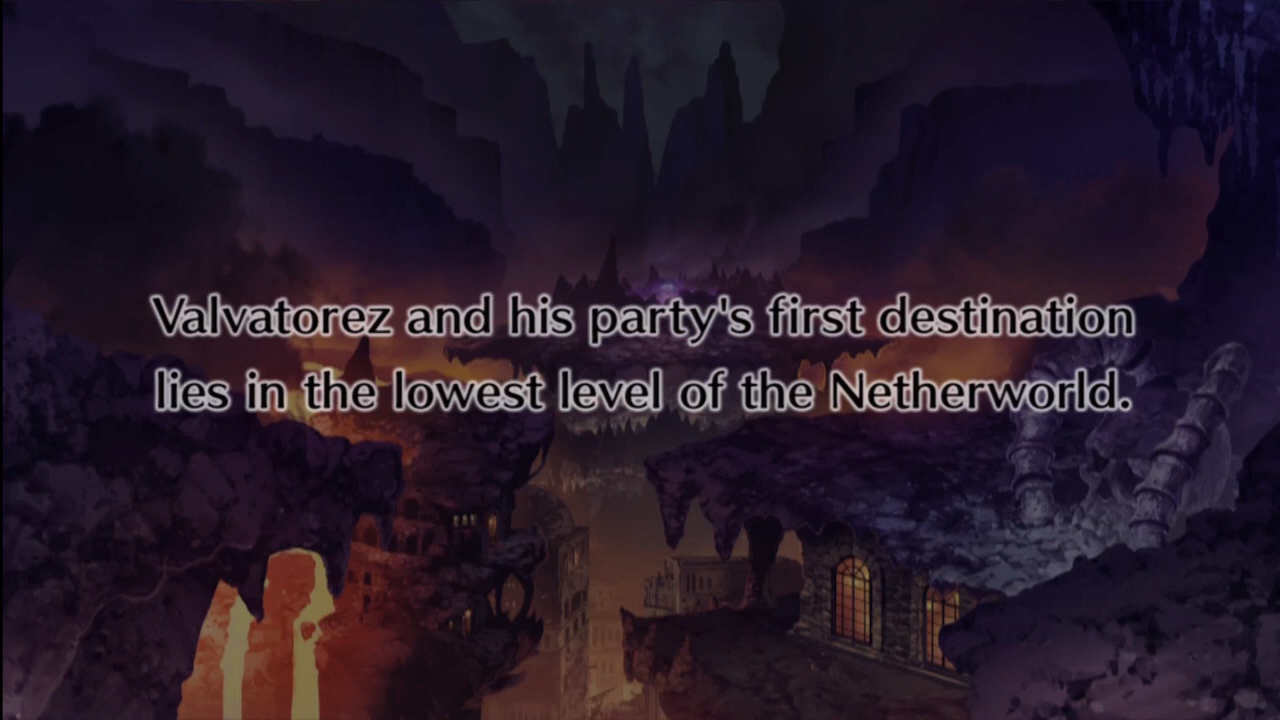 Valvatorez and his party's first destination
lies in the lowest level of the Netherworld.